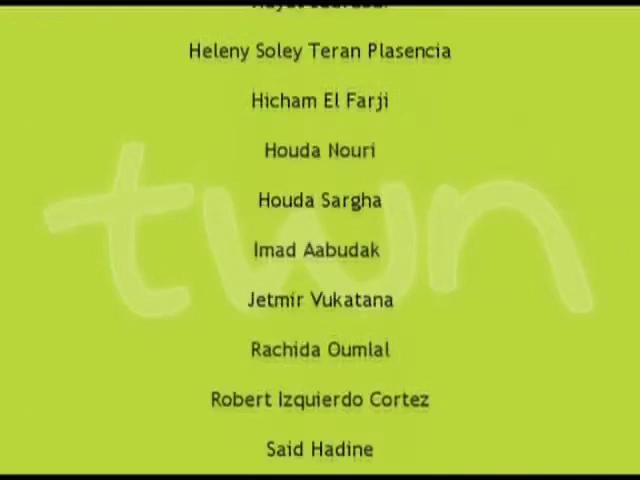 Heleny Soley Teran Plasencia
Hicham El Farji
Houda Nouri
Houda Sargha
twn
Imad Aabudak
Jetmir Vukatana
Rachida Oumlal
Robert Izquierdo Cortez
Said Hadine